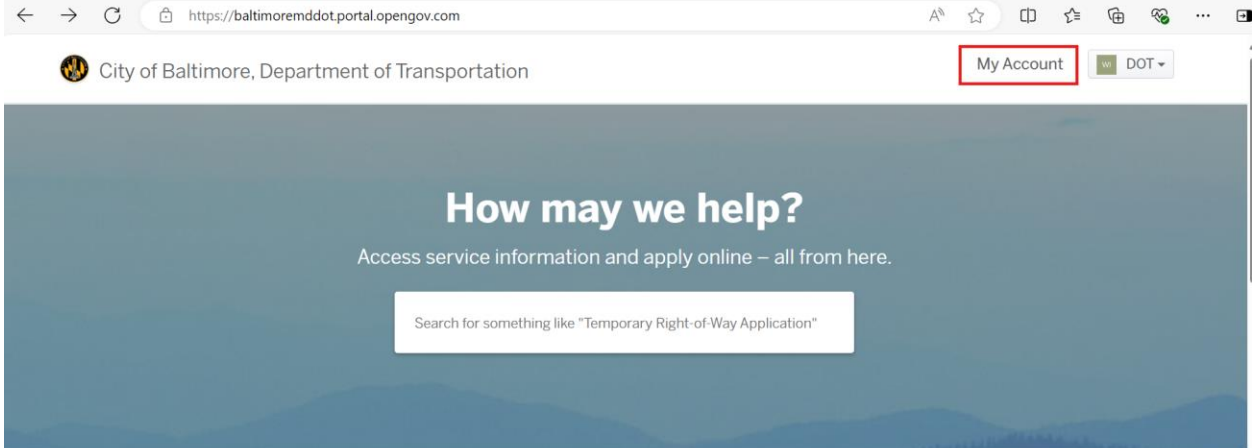 https://baltimoremddot.portal.opengov.com
City of Baltimore, Department of Transportation
My Account
WI DOT
How may we help?
Access service information and apply online – all from here.
Search for something like "Temporary Right-of-Way Application"